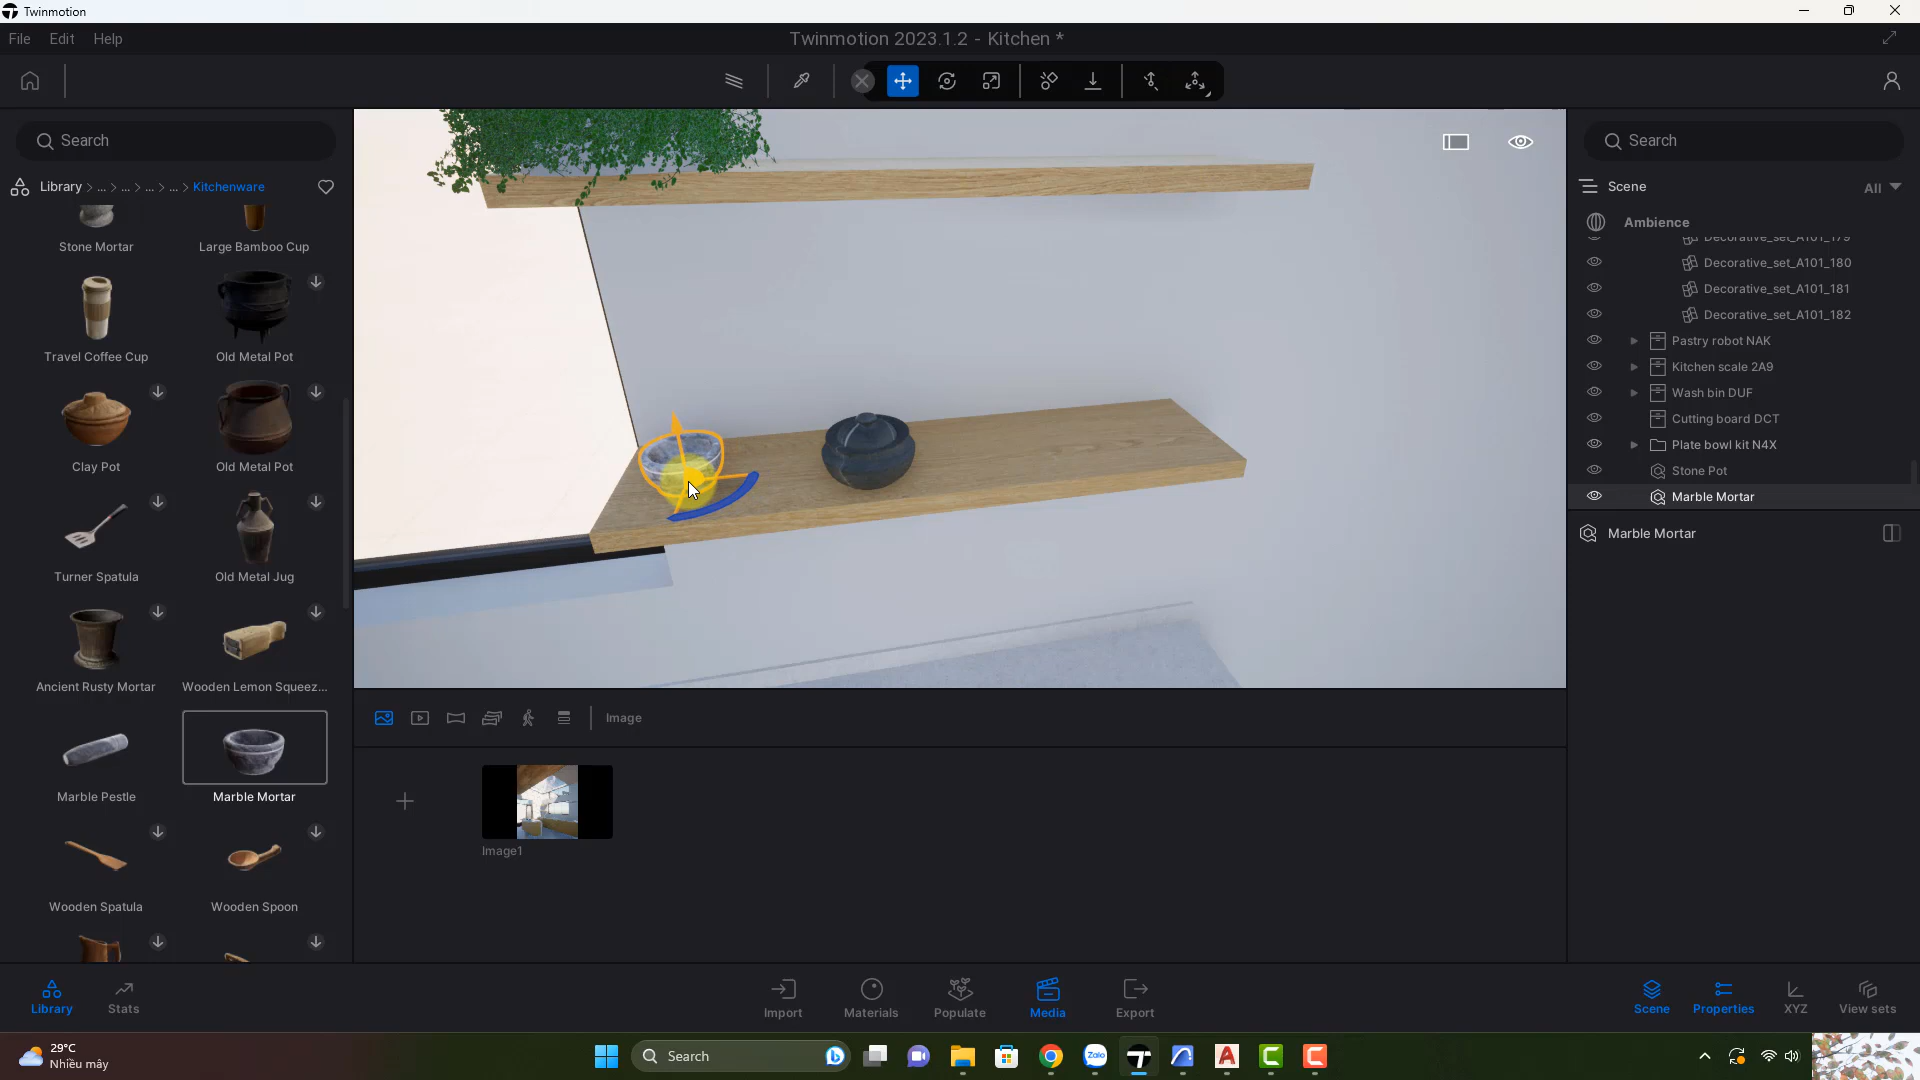 Twinmotion
File Edit Help
Twinmotion 2023.1.2 - Kitchen *
Search
Library > ... > ... > ... > ... > Kitchenware
Stone Mortar
Large Bamboo Cup
Travel Coffee Cup
Old Metal Pot
Clay Pot
Old Metal Pot
Turner Spatula
Old Metal Jug
Ancient Rusty Mortar
Wooden Lemon Squeez...
Marble Pestle
Marble Mortar
Wooden Spatula
Wooden Spoon
Library
Stats
Image
Image1
Import
Materials
Populate
Media
Export
Search
Scene
All
Ambience
Decorative_set_A101_179
Decorative_set_A101_180
Decorative_set_A101_181
Decorative_set_A101_182
Pastry robot NAK
Kitchen scale 2A9
Wash bin DUF
Cutting board DCT
Plate bowl kit N4X
Stone Pot
Marble Mortar
Marble Mortar
Scene
Properties
XYZ
View sets
29°C
Nhiều mây
Search
Zalo